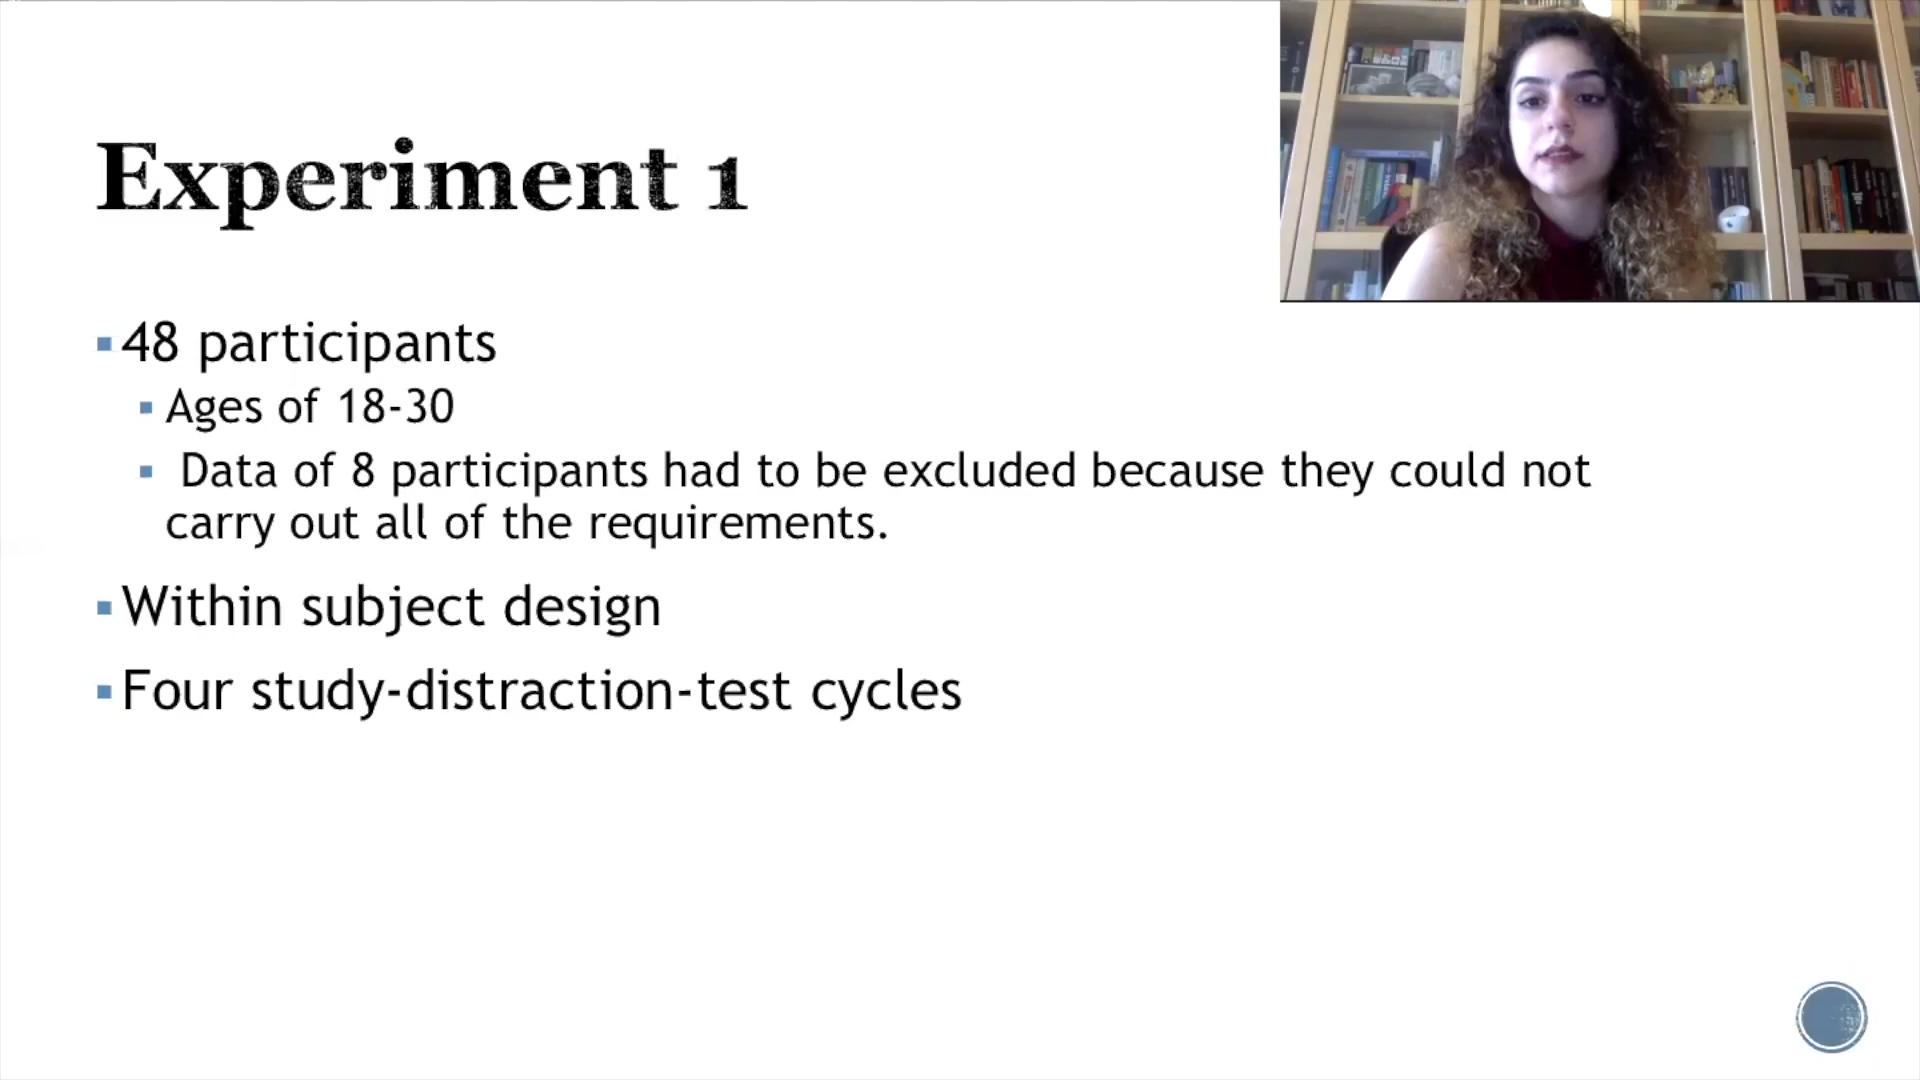 Experiment 1
48 participants
Ages of 18-30
Data of 8 participants had to be excluded because they could not
carry out all of the requirements.
Within subject design
Four study-distraction-test cycles